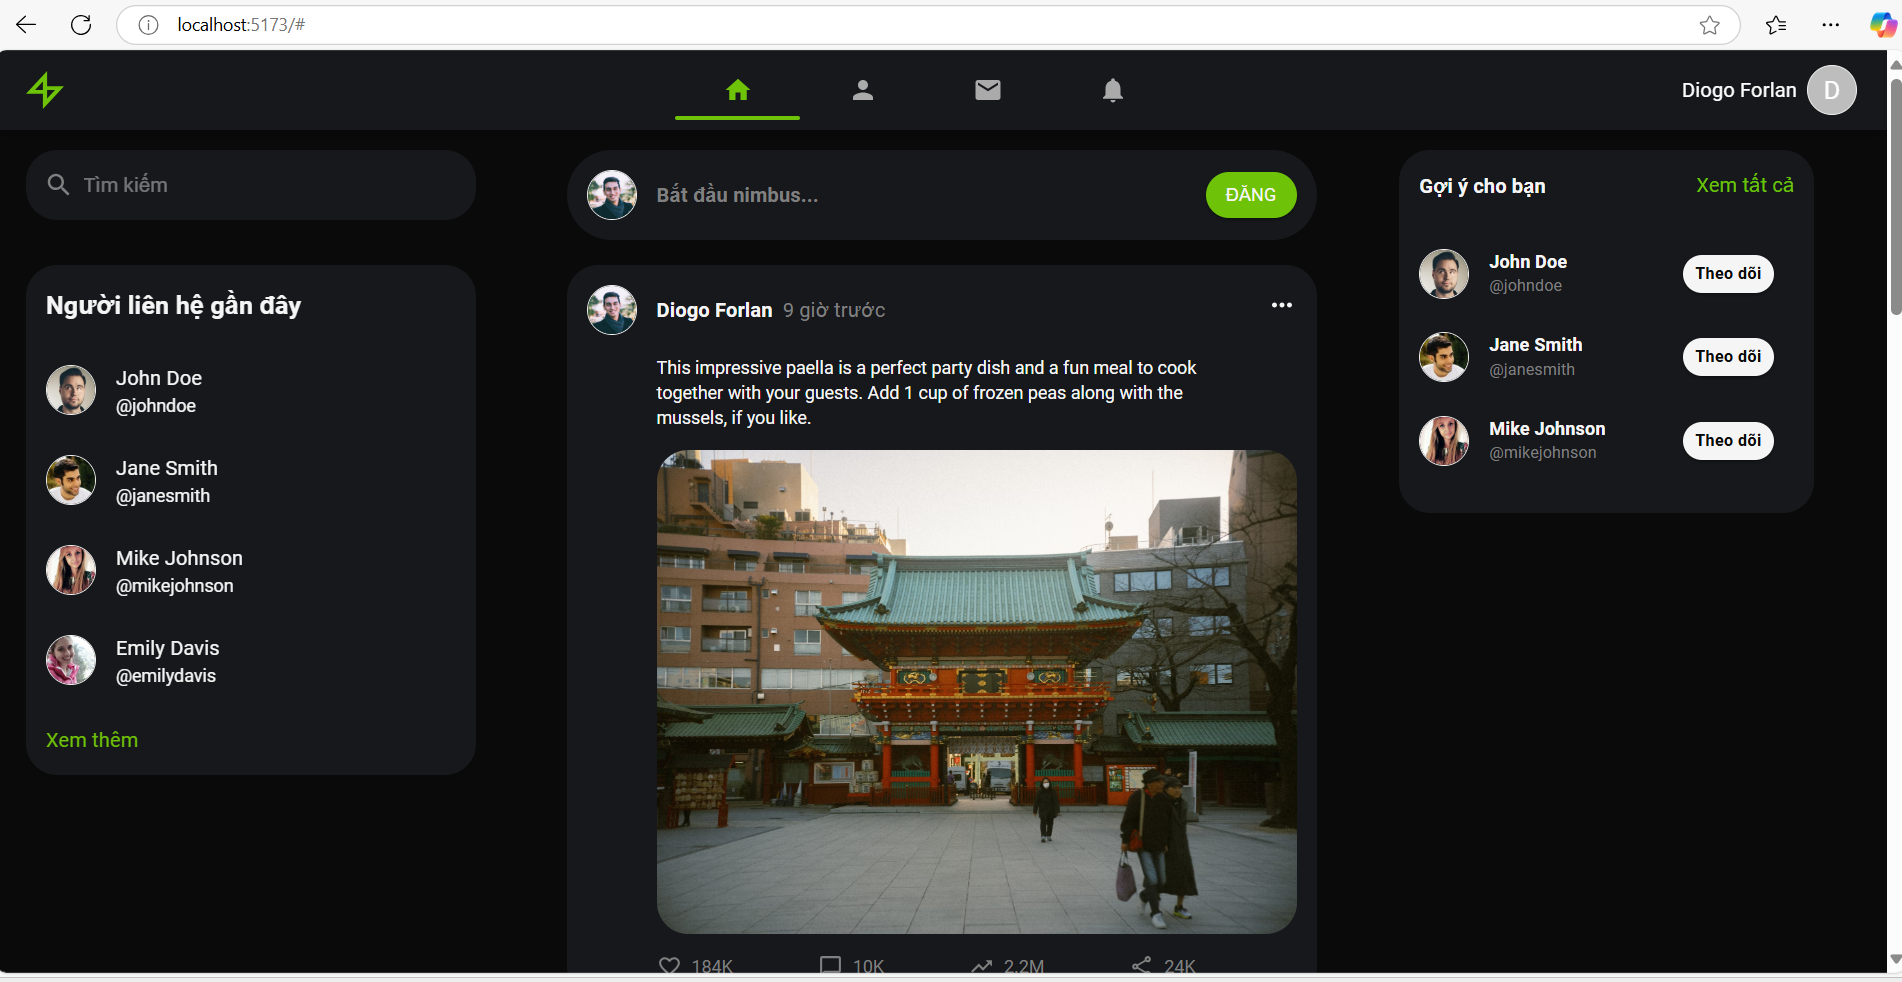 localhost:5173/#
Diogo Forlan
D
Tìm kiếm
Người liên hệ gần đây
John Doe
@johndoe
Jane Smith
@janesmith
Mike Johnson
@mikejohnson
Emily Davis
@emilydavis
Xem thêm
Bắt đầu nimbus...
ĐĂNG
Diogo Forlan 9 giờ trước
This impressive paella is a perfect party dish and a fun meal to cook
together with your guests. Add 1 cup of frozen peas along with the
mussels, if you like.
184K
10K
2.2M
24K
Gợi ý cho bạn
Xem tất cả
John Doe
@johndoe
Theo dõi
Jane Smith
@janesmith
Theo dõi
Mike Johnson
@mikejohnson
Theo dõi